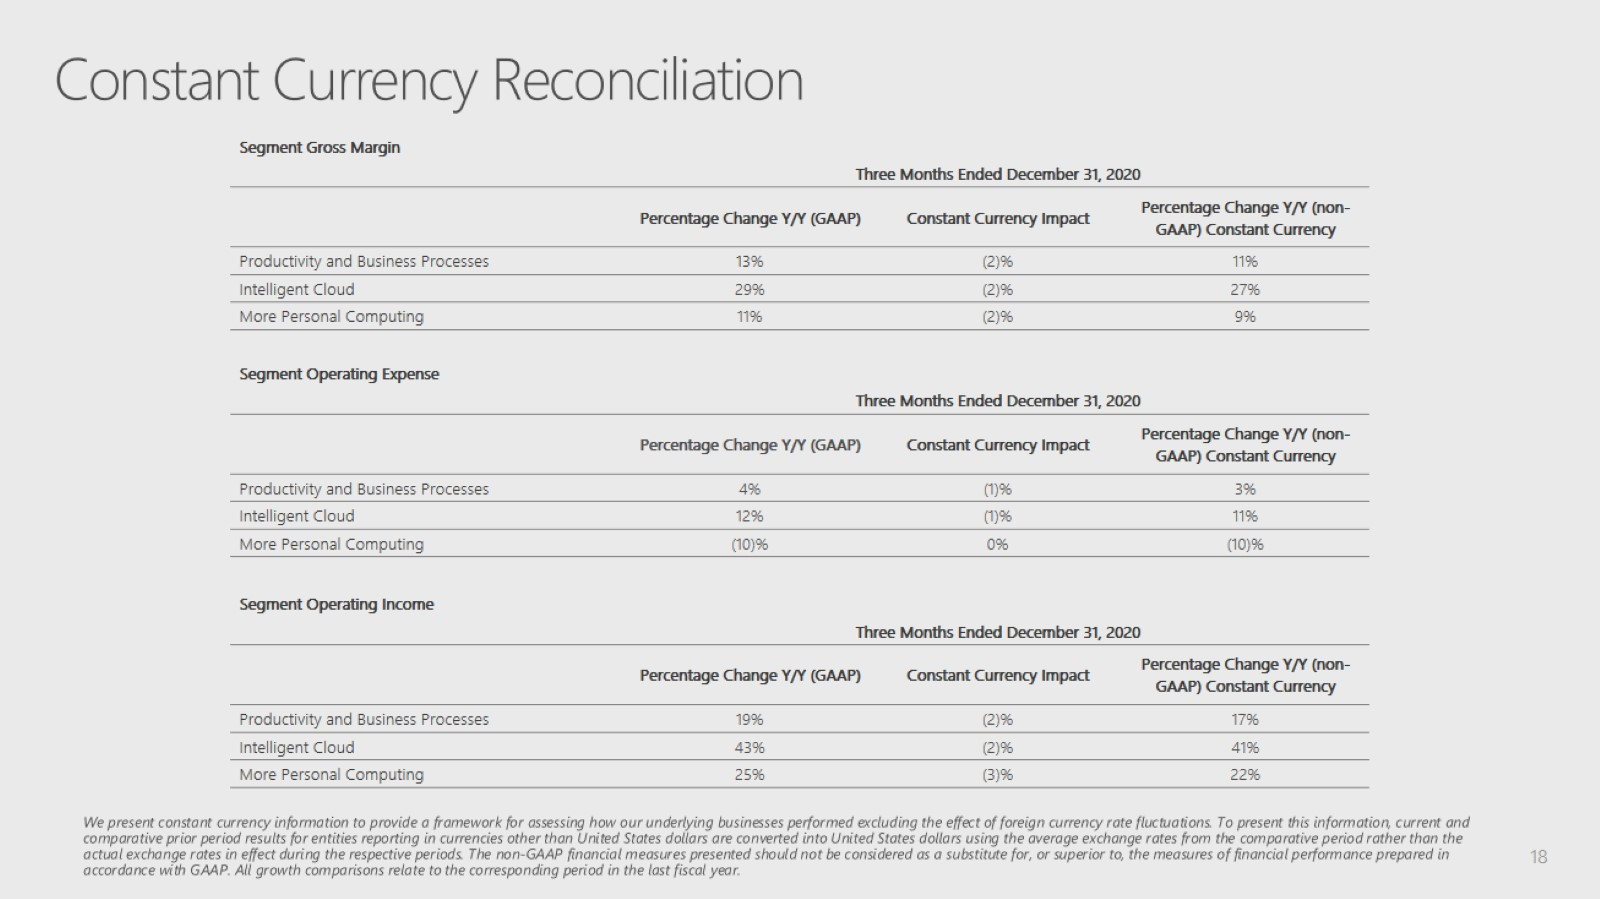 Constant Currency Reconciliation
Segment Gross Margin
Three Months Ended December 31, 2020
Percentage Change Y/Y (GAAP) Constant Currency Impact Percentage Change Y/Y (non-
GAAP) Constant Currency
Productivity and Business Processes 13% (2)% 11%
Intelligent Cloud 29% (2)% 27%
More Personal Computing 11% (2)% 9%
Segment Operating Expense
Three Months Ended December 31, 2020
Percentage Change Y/Y (GAAP) Constant Currency Impact Percentage Change Y/Y (non-
GAAP) Constant Currency
Productivity and Business Processes 4% (1)% 3%
Intelligent Cloud 12% (1)% 11%
More Personal Computing (10)% 0% (10)%
Segment Operating Income
Three Months Ended December 31, 2020
Percentage Change Y/Y (GAAP) Constant Currency Impact Percentage Change Y/Y (non-
GAAP) Constant Currency
Productivity and Business Processes 19% (2)% 17%
Intelligent Cloud 43% (2)% 41%
More Personal Computing 25% (3)% 22%
We present constant currency information to provide a framework for assessing how our underlying businesses performed excluding the effect of foreign currency rate fluctuations. To present this information, current and
comparative prior period results for entities reporting in currencies other than United States dollars are converted into United States dollars using the average exchange rates from the comparative period rather than the
actual exchange rates in effect during the respective periods. The non-GAAP financial measures presented should not be considered as a substitute for, or superior to, the measures of financial performance prepared in
accordance with GAAP. All growth comparisons relate to the corresponding period in the last fiscal year.
18